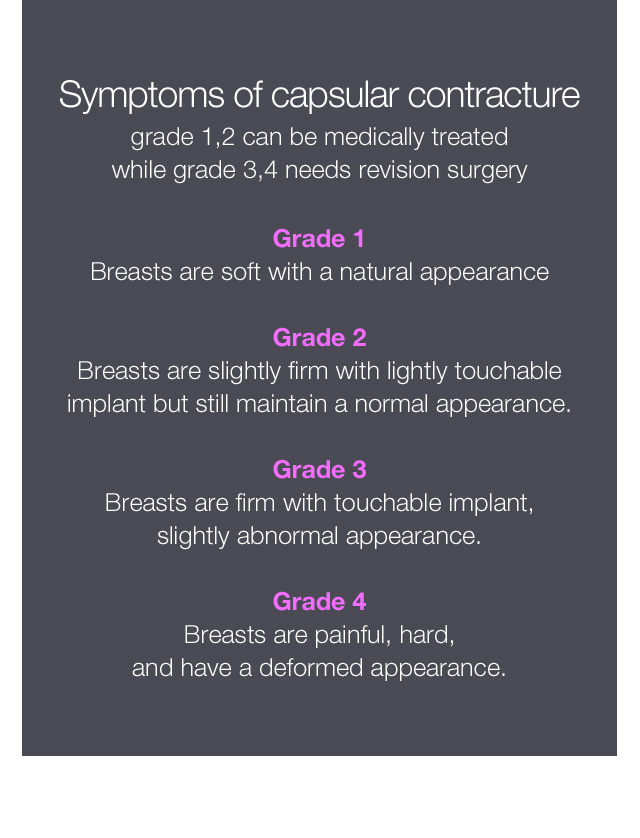 Symptoms of capsular contracture
grade 1,2 can be medically treated
while grade 3,4 needs revision surgery
Grade 1
Breasts are soft with a natural appearance
Grade 2
Breasts are slightly firm with lightly touchable
implant but still maintain a normal appearance.
Grade 3
Breasts are firm with touchable implant,
slightly abnormal appearance.
Grade 4
Breasts are painful, hard,
and have a deformed appearance.